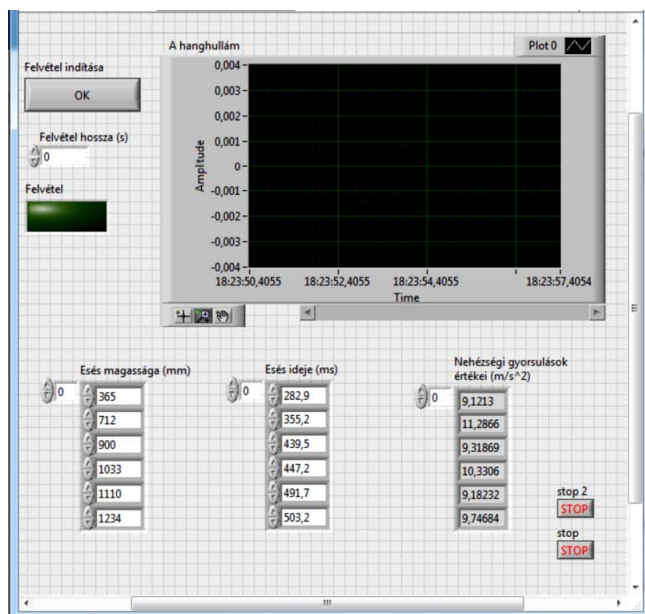 A hanghullám
Plot 0
Felvétel indítása
OK
Felvétel hossza (s)
0
Felvétel
Amplitude
0,004
0,003
0,002
0,001
0
-0,001
-0,002
-0,003
-0,004
18:23:50,4055 18:23:52,4055 18:23:54,4055 18:23:57,4054
Time
Esés magassága (mm)
0
365
712
900
1033
1110
1234
Esés ideje (ms)
0
282,9
355,2
439,5
447,2
491,7
503,2
Nehézségi gyorsulások
értékei (m/s^2)
0
9,1213
11,2866
9,31869
10,3306
9,18232
9,74684
stop 2
STOP
stop
STOP